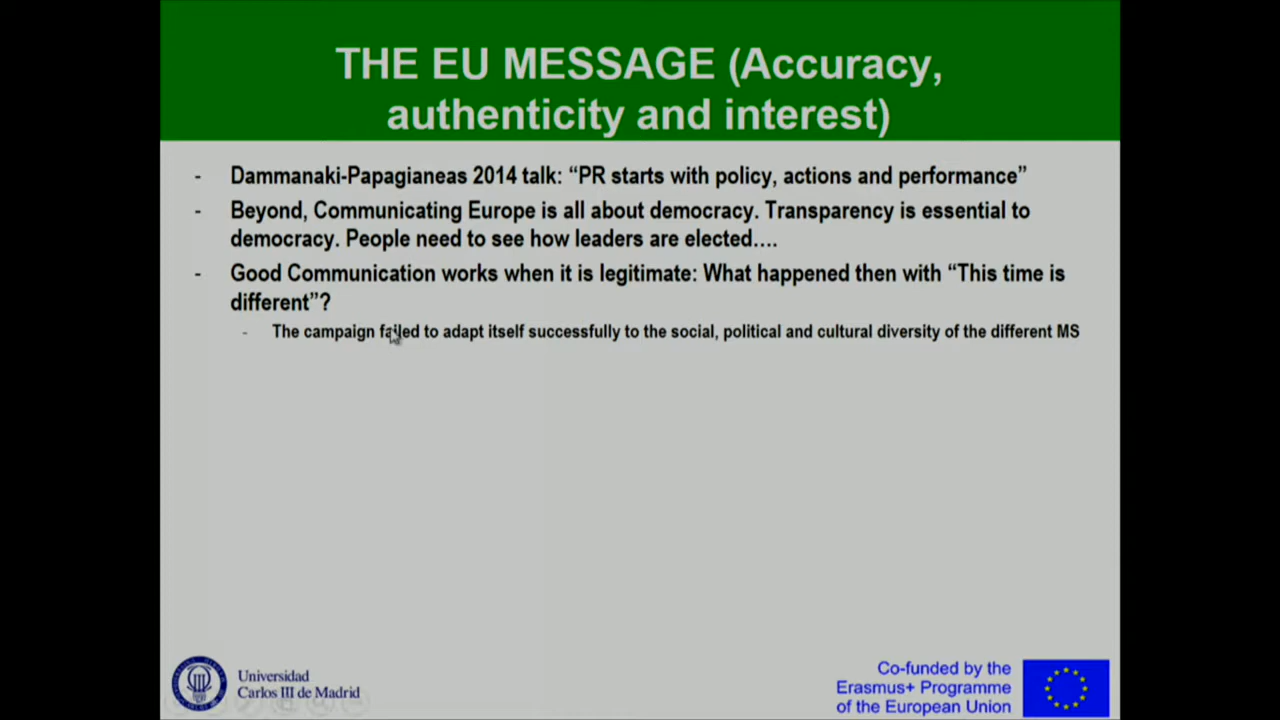 THE EU MESSAGE (Accuracy,
authenticity and interest)
- Dammanaki-Papagianeas 2014 talk: “PR starts with policy, actions and performance”
- Beyond, Communicating Europe is all about democracy. Transparency is essential to
democracy. People need to see how leaders are elected….
- Good Communication works when it is legitimate: What happened then with “This time is
different”?
- The campaign failed to adapt itself successfully to the social, political and cultural diversity of the different MS
Universidad
Carlos III de Madrid
Co-funded by the
Erasmus+ Programme
of the European Union